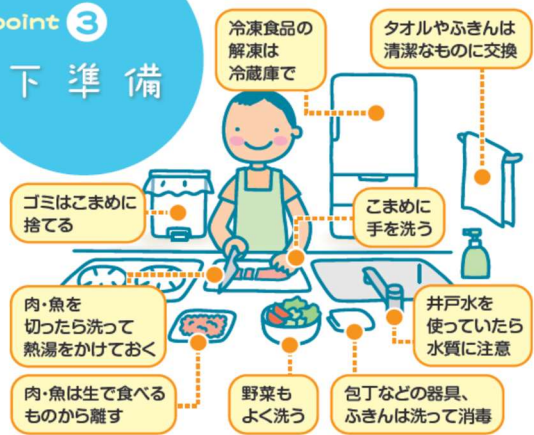 point 3
下準備
冷凍食品の
解凍は
冷蔵庫で
タオルやふきんは
清潔なものに交換
ゴミはこまめに
捨てる
こまめに
手を洗う
肉・魚を
切ったら洗って
熱湯をかけておく
井戸水を
使っていたら
水質に注意
肉・魚は生で食べる
ものから離す
野菜も
よく洗う
包丁などの器具、
ふきんは洗って消毒